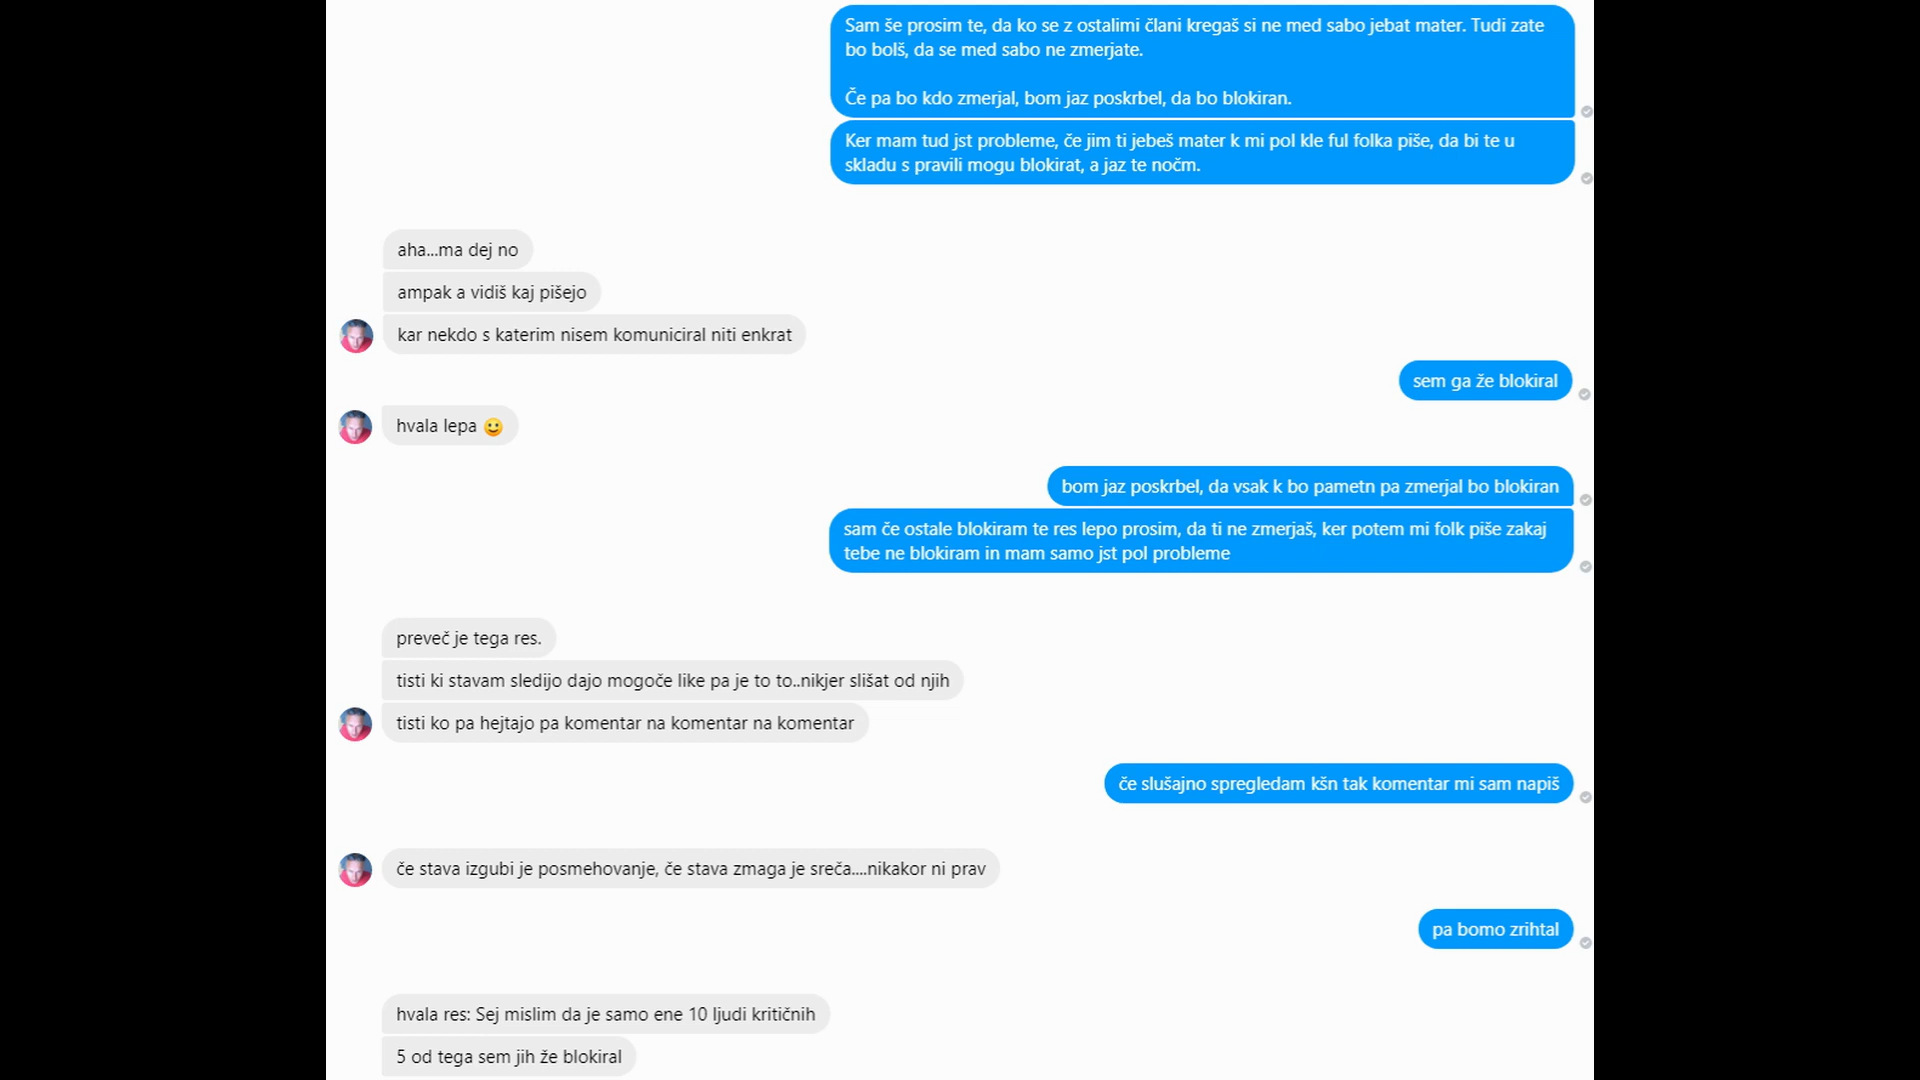 Sam še prosim te, da ko se z ostalimi člani kregaš si ne med sabo jebat mater. Tudi zate
bo bolš, da se med sabo ne zmerjate.
Če pa bo kdo zmerjal, bom jaz poskrbel, da bo blokiran.
Ker mam tud jst probleme, če jim ti jebeš mater k mi pol kle ful folka piše, da bi te u
skladu s pravili mogu blokirat, a jaz te nočm.
aha...ma dej no
ampak a vidiš kaj pišejo
kar nekdo s katerim nisem komuniciral niti enkrat
sem ga že blokiral
hvala lepa 🙂
bom jaz poskrbel, da vsak k bo pametn pa zmerjal bo blokiran
sam če ostale blokiram te res lepo prosim, da ti ne zmerjaš, ker potem mi folk piše zakaj
tebe ne blokiram in mam samo jst pol probleme
preveč je tega res.
tisti ki stavam sledijo dajo mogoče like pa je to to..nikjer slišat od njih
tisti ko pa hejtajo pa komentar na komentar na komentar
če slušajno spregledam kšn tak komentar mi sam napiš
če stava izgubi je posmehovanje, če stava zmaga je sreča....nikakor ni prav
pa bomo zrihtal
hvala res: Sej mislim da je samo ene 10 ljudi kritičnih
5 od tega sem jih že blokiral